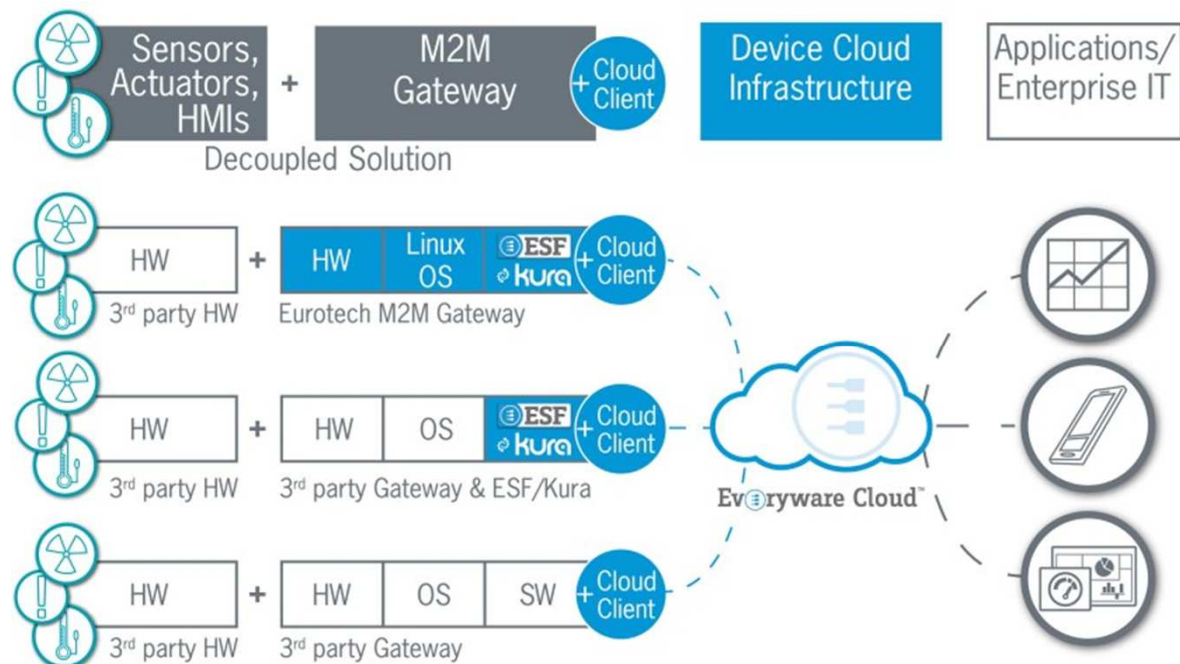 Sensors,
Actuators,
HMIs
+
M2M
Gateway
+
Cloud
Client
Device Cloud
Infrastructure
Applications/
Enterprise IT
Decoupled Solution
HW
+
HW
Linux
OS
ESF
kura
+
Cloud
Client
3rd party HW
Eurotech M2M Gateway
HW
+
HW
OS
ESF
kura
+
Cloud
Client
3rd party HW
3rd party Gateway & ESF/Kura
Everyware Cloud™
HW
+
HW
OS
SW
+
Cloud
Client
3rd party HW
3rd party Gateway